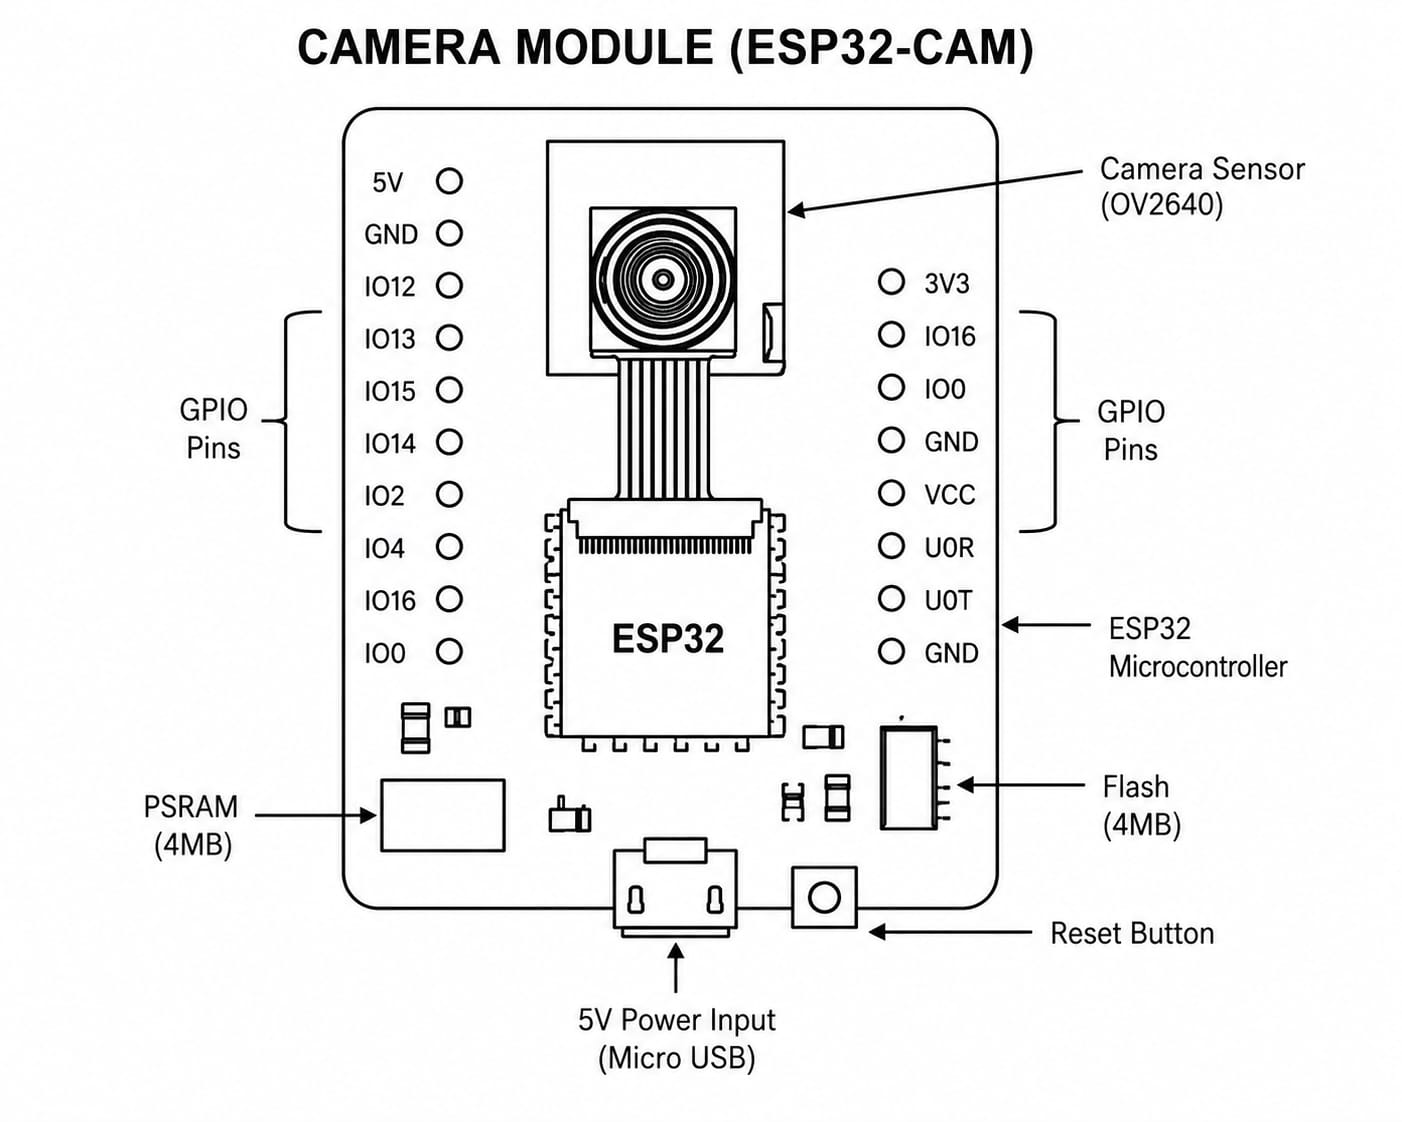 CAMERA MODULE (ESP32-CAM)
Camera Sensor
(OV2640)
5V
GND
IO12
IO13
IO15
IO14
IO2
IO4
IO16
IO0
GPIO
Pins
3V3
IO16
IO0
GND
VCC
U0R
U0T
GND
GPIO
Pins
ESP32
ESP32
Microcontroller
PSRAM
(4MB)
Flash
(4MB)
Reset Button
5V Power Input
(Micro USB)